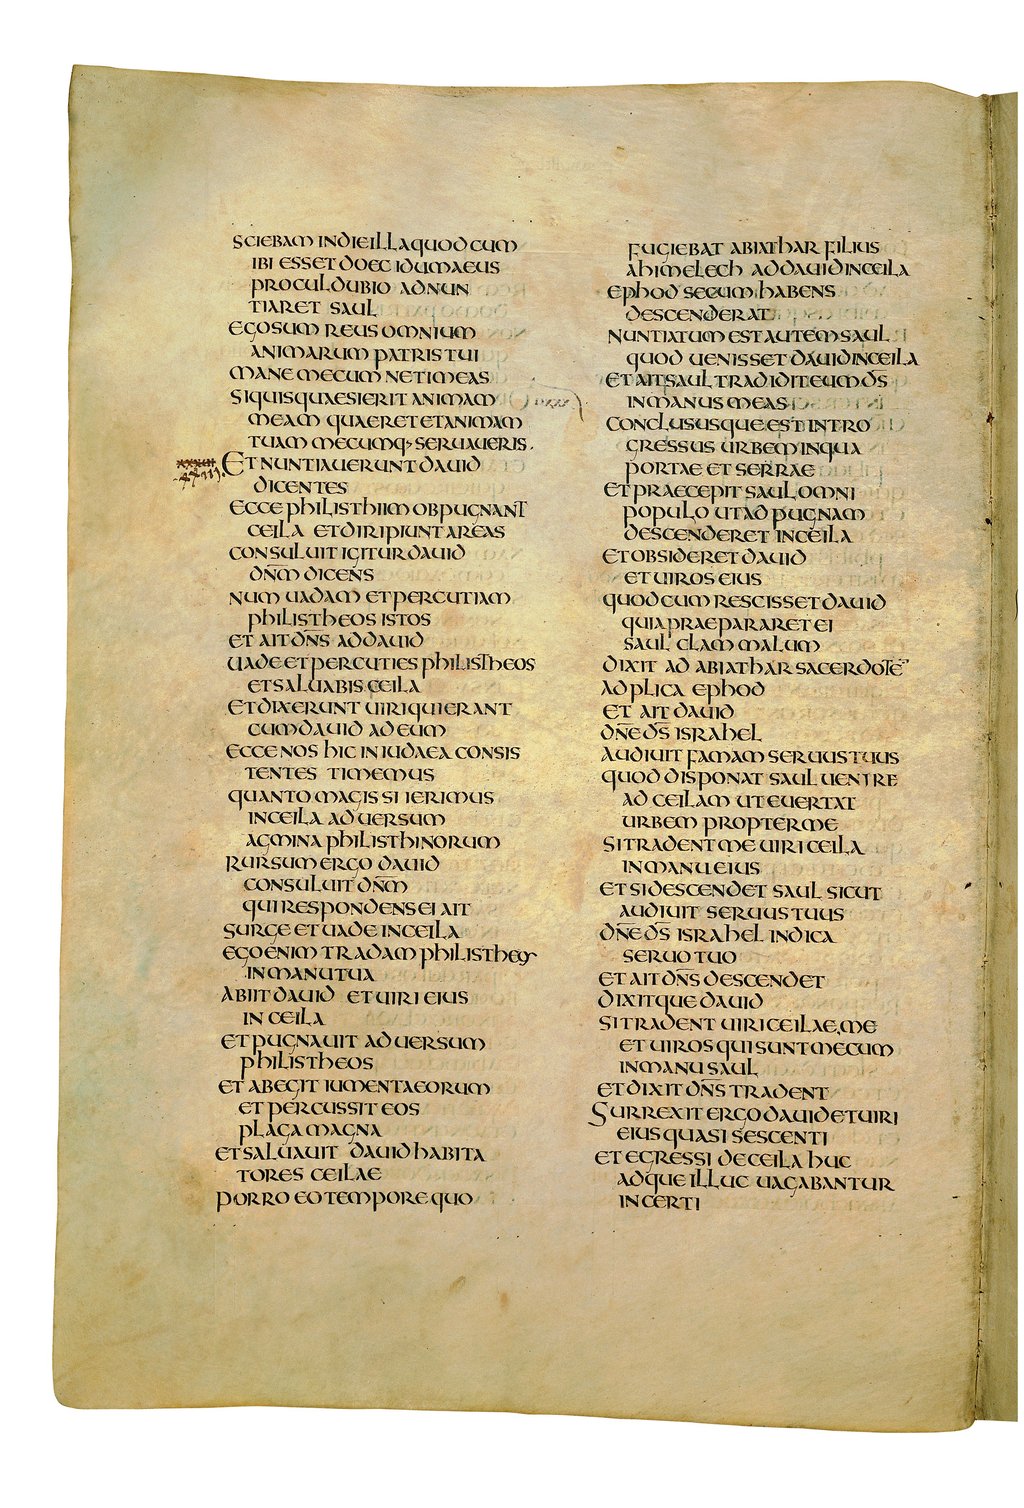 SCIEBAM IN DIE ILLA QUOD CUM
IBI ESSET DOEC IDUMAEUS
PROCUL DUBIO ADNUN
TIARET SAUL
EGO SUM REUS OMNIUM
ANIMARUM PATRIS TUI
MANE MECUM NE TIMEAS
SI QUIS QUAESIERIT ANIMAM
MEAM QUAERET ET ANIMAM
TUAM MECUMQ· SERUAUERIS.
ET NUNTIAUERUNT DAUID
DICENTES
ECCE PHILISTHIIM OBPUGNANT
CEILA ET DIRIPIUNT AREAS
CONSULUIT IGITUR DAUID
DN̅M DICENS
NUM UADAM ET PERCUTIAM
PHILISTHEOS ISTOS
ET AIT DN̅S AD DAUID
UADE ET PERCUTIES PHILISTHEOS
ET SALUABIS CEILA
ET DIXERUNT UIRI QUI ERANT
CUM DAUID AD EUM
ECCE NOS HIC IN IUDAEA CONSIS
TENTES TIMEMUS
QUANTO MAGIS SI IERIMUS
IN CEILA ADUERSUM
AGMINA PHILISTHINORUM
RURSUM ERGO DAUID
CONSULUIT DN̅M
QUI RESPONDENS EI AIT
SURGE ET UADE IN CEILA
EGO ENIM TRADAM PHILISTHEOS
IN MANU TUA
ABIIT DAUID ET UIRI EIUS
IN CEILA
ET PUGNAUIT ADUERSUM
PHILISTHEOS
ET ABEGIT IUMENTA EORUM
ET PERCUSSIT EOS
PLAGA MAGNA
ET SALUAUIT DAUID HABITA
TORES CEILAE
PORRO EO TEMPORE QUO
FUGIEBAT ABIATHAR FILIUS
AHIMELECH AD DAUID IN CEILA
EPHOD SECUM HABENS
DESCENDERAT
NUNTIATUM EST AUTEM SAUL
QUOD UENISSET DAUID IN CEILA
ET AIT SAUL TRADIDIT EUM D̅S
IN MANUS MEAS
CONCLUSUSQUE EST INTRO
GRESSUS URBEM IN QUA
PORTAE ET SERRAE
ET PRAECEPIT SAUL OMNI
POPULO UT AD PUGNAM
DESCENDERET IN CEILA
ET OBSIDERET DAUID
ET UIROS EIUS
QUOD CUM RESCISSET DAUID
QUIA PRAEPARARET EI
SAUL CLAM MALUM
DIXIT AD ABIATHAR SACERDOTE̅
ADPLICA EPHOD
ET AIT DAUID
DN̅E D̅S ISRAHEL
AUDIUIT FAMAM SERUUS TUUS
QUOD DISPONAT SAUL UENIRE
AD CEILAM UT EUERTAT
URBEM PROPTER ME
SI TRADENT ME UIRI CEILA
IN MANU EIUS
ET SI DESCENDET SAUL SICUT
AUDIUIT SERUUS TUUS
DN̅E D̅S ISRAHEL INDICA
SERUO TUO
ET AIT DN̅S DESCENDET
DIXITQUE DAUID
SI TRADENT UIRI CEILAE ME
ET UIROS QUI SUNT MECUM
IN MANU SAUL
ET DIXIT DN̅S TRADENT
SURREXIT ERGO DAUID ET UIRI
EIUS QUASI SESCENTI
ET EGRESSI DE CEILA HUC
ADQUE ILLUC UAGABANTUR
INCERTI